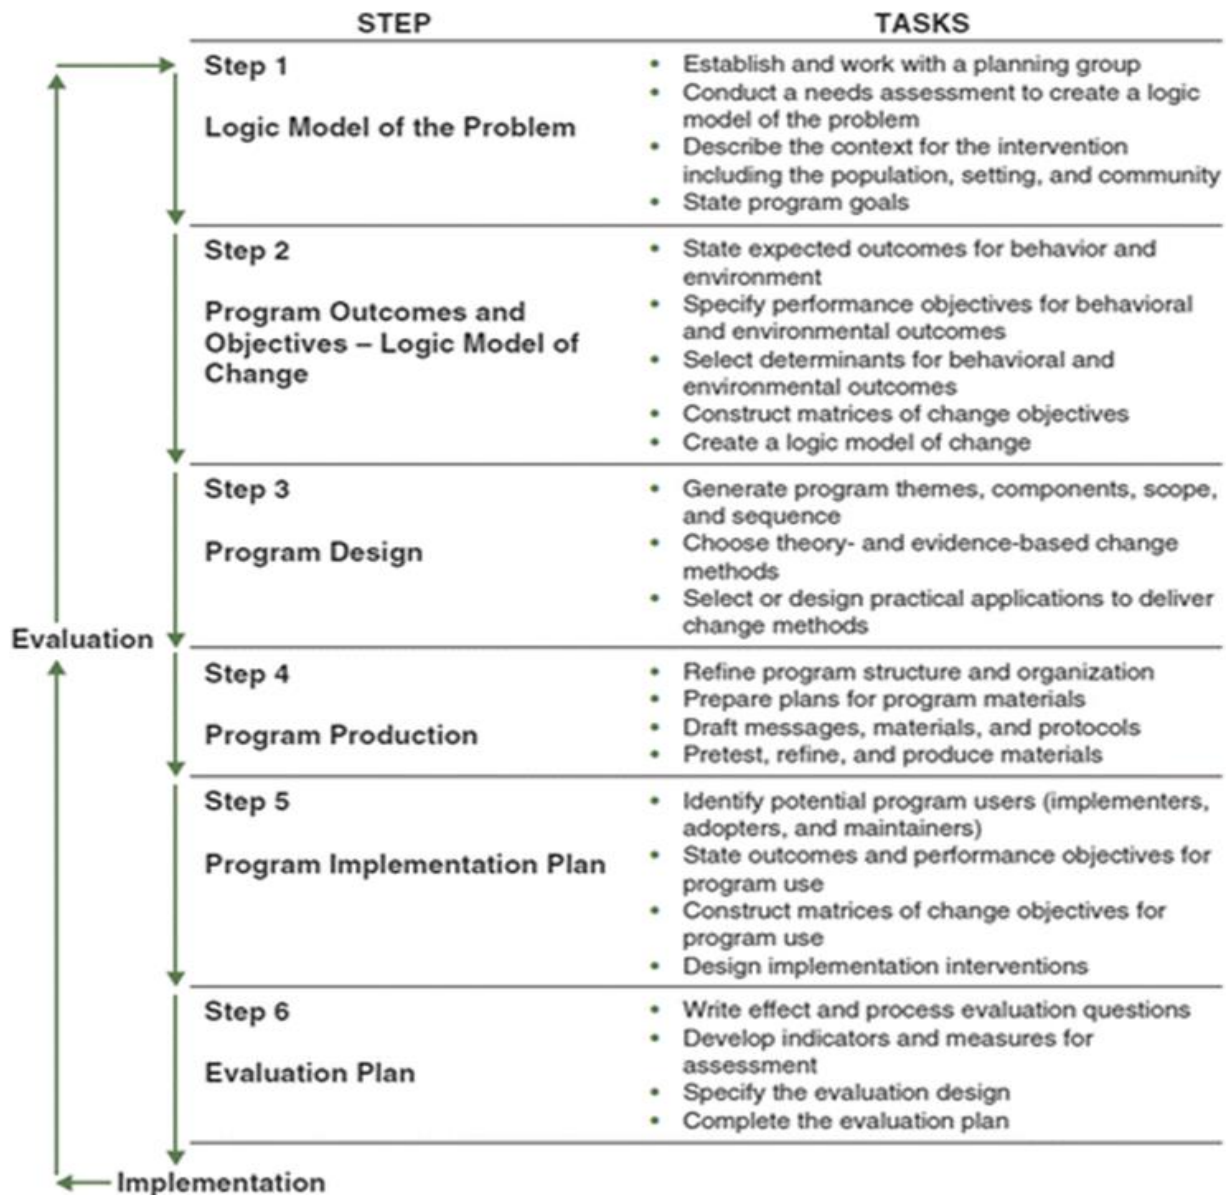 STEP
TASKS
Step 1
Logic Model of the Problem
• Establish and work with a planning group
• Conduct a needs assessment to create a logic
model of the problem
• Describe the context for the intervention
including the population, setting, and community
• State program goals
Step 2
Program Outcomes and
Objectives – Logic Model of
Change
• State expected outcomes for behavior and
environment
• Specify performance objectives for behavioral
and environmental outcomes
• Select determinants for behavioral and
environmental outcomes
• Construct matrices of change objectives
• Create a logic model of change
Step 3
Program Design
• Generate program themes, components, scope,
and sequence
• Choose theory- and evidence-based change
methods
• Select or design practical applications to deliver
change methods
Evaluation
Step 4
Program Production
• Refine program structure and organization
• Prepare plans for program materials
• Draft messages, materials, and protocols
• Pretest, refine, and produce materials
Step 5
Program Implementation Plan
• Identify potential program users (implementers,
adopters, and maintainers)
• State outcomes and performance objectives for
program use
• Construct matrices of change objectives for
program use
• Design implementation interventions
Step 6
Evaluation Plan
• Write effect and process evaluation questions
• Develop indicators and measures for
assessment
• Specify the evaluation design
• Complete the evaluation plan
Implementation